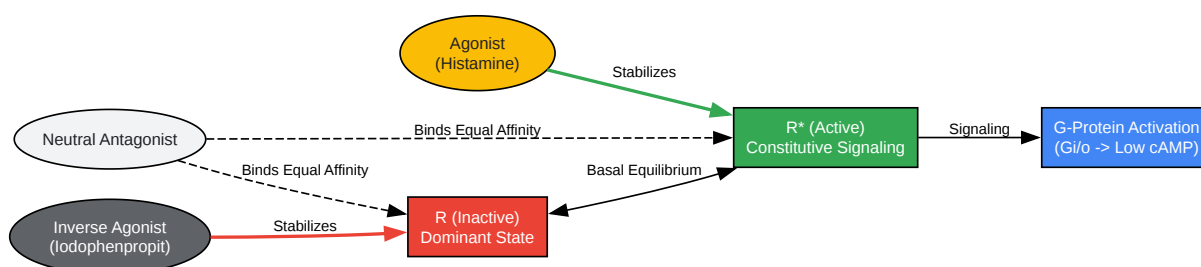 Agonist
(Histamine)
Stabilizes
Neutral Antagonist
Binds Equal Affinity
R* (Active)
Constitutive Signaling
Signaling
G-Protein Activation
(Gi/o -> Low cAMP)
Binds Equal Affinity
Basal Equilibrium
Inverse Agonist
(Iodophenpropit)
Stabilizes
R (Inactive)
Dominant State